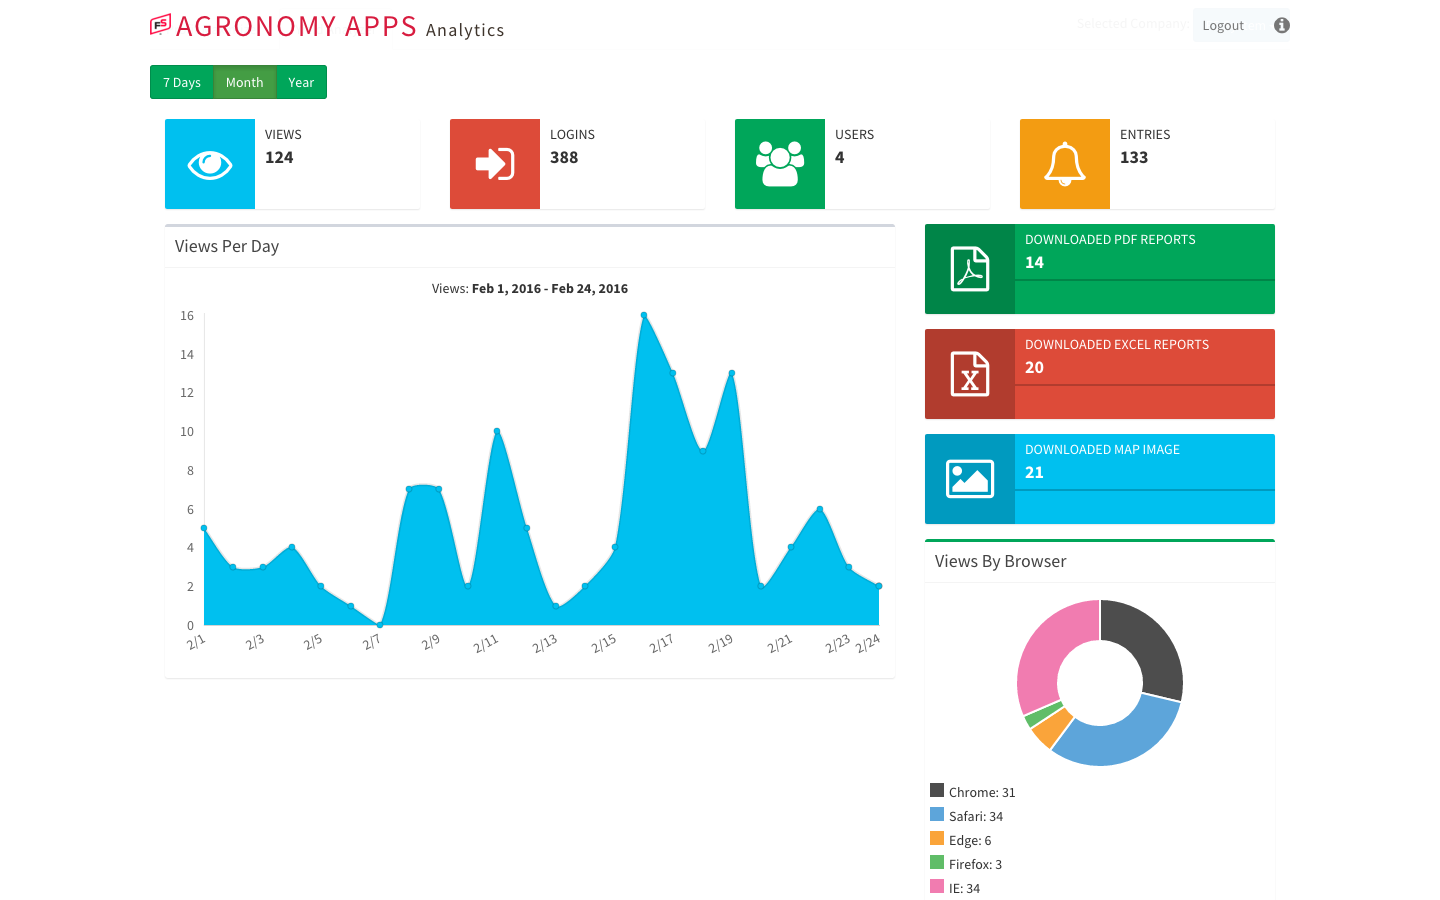 FS AGRONOMY APPS Analytics
Selected Company: Logout
7 Days Month Year
VIEWS
124
LOGINS
388
USERS
4
ENTRIES
133
Views Per Day
Views: Feb 1, 2016 - Feb 24, 2016
16
14
12
10
8
6
4
2
0
2/1 2/3 2/5 2/7 2/9 2/11 2/13 2/15 2/17 2/19 2/21 2/23 2/24
DOWNLOADED PDF REPORTS
14
DOWNLOADED EXCEL REPORTS
X
20
DOWNLOADED MAP IMAGE
21
Views By Browser
Chrome: 31
Safari: 34
Edge: 6
Firefox: 3
IE: 34